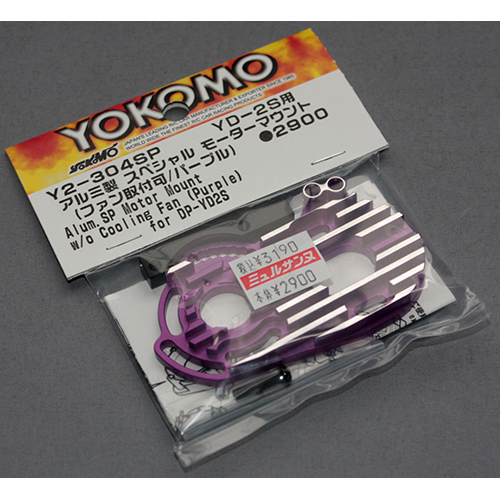 YOKOMO
JAPAN'S LEADING R/C CAR MANUFACTURER & EXPORTER SINCE 1965
WORLD WIDE THE FINEST R/C CAR RACING PRODUCTS
YOKOMO
Y2-304SP YD-2S用
アルミ製 スペシャル モーターマウント
(ファン取付可/パープル) ●2900
Alum.SP Motor Mount
w/o Cooling Fan (Purple)
for DP-YD2S
税込¥3190
ミュルサンヌ
本体¥2900